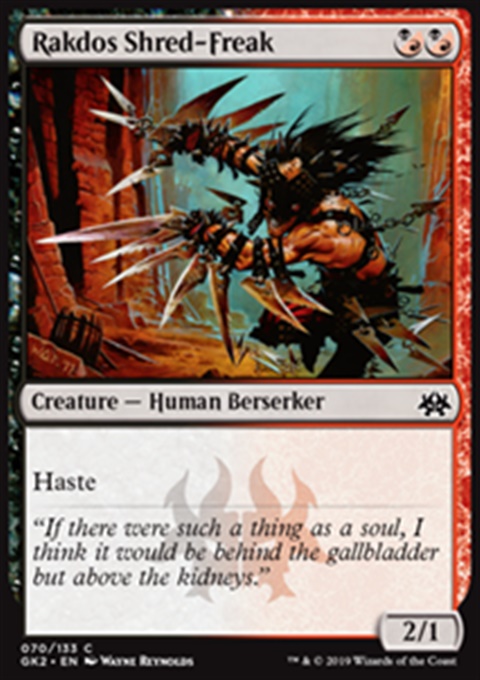 Rakdos Shred-Freak
Creature — Human Berserker
Haste
“If there were such a thing as a soul, I
think it would be behind the gallbladder
but above the kidneys.”
2/1
070/133 C
GK2 • EN Wayne Reynolds
™ & © 2019 Wizards of the Coast